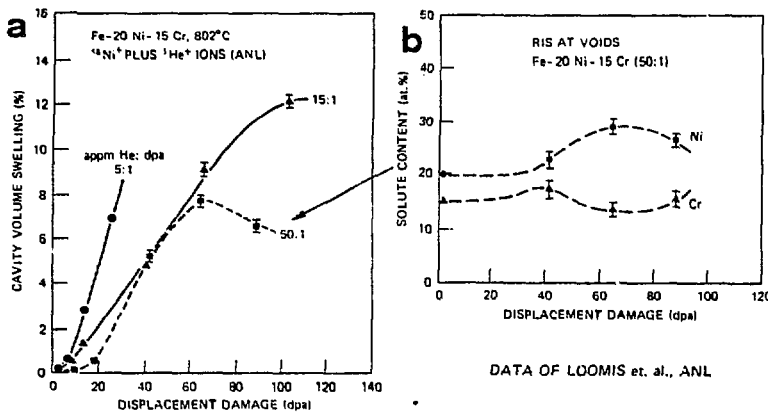 a
Fe-20 Ni-15 Cr, 802°C
PLUS ³He⁺ IONS (ANL)
appm He: dpa
5:1
15:1
50:1
CAVITY VOLUME SWELLING (%)
16
14
12
10
8
6
4
2
0
0 20 40 60 80 100 120 140
DISPLACEMENT DAMAGE (dpa)
b
RIS AT VOIDS
Fe-20 Ni-15 Cr (50:1)
Ni
Cr
SOLUTE CONTENT (at.%)
50
40
30
20
10
0
0 20 40 60 80 100 120
DISPLACEMENT DAMAGE (dpa)
DATA OF LOOMIS et. al., ANL